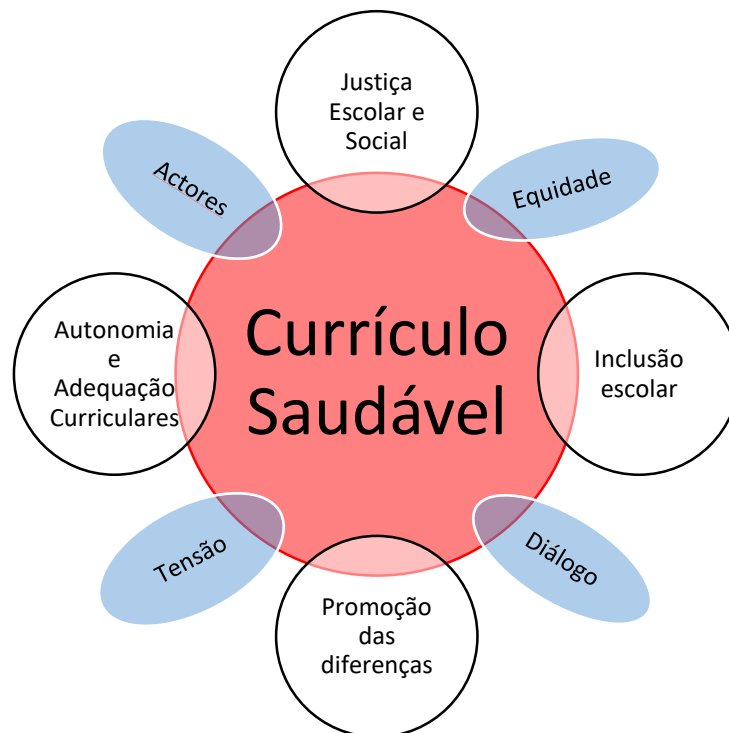 Justiça
Escolar e
Social
Actores
Equidade
Autonomia
e
Adequação
Curriculares
Currículo
Saudável
Inclusão
escolar
Tensão
Diálogo
Promoção
das
diferenças